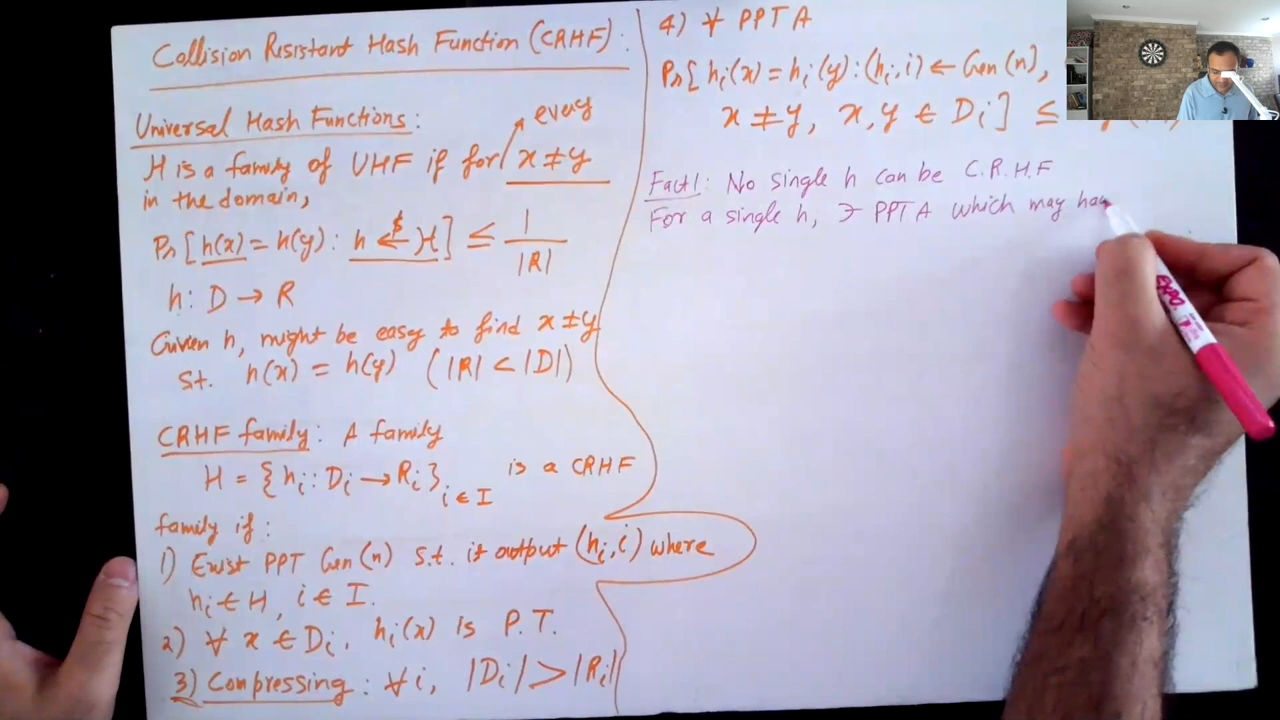 Collision Resistant Hash Function (CRHF):
Universal Hash Functions:
every
H is a family of UHF if for x ≠ y
in the domain,
Pr[h(x) = h(y) : h ←$ H] ≤ 1/|R|
h: D → R
Given h, might be easy to find x ≠ y
St. h(x) = h(y) (|R| < |D|)
CRHF family: A family
H = {hi : Di → Ri} i ∈ I is a CRHF
family if:
1) Exist PPT Gen(n) s.t. it output (hi, i) where
hi ∈ H, i ∈ I.
2) ∀ x ∈ Di, hi(x) is P.T.
3) Compressing: ∀i, |Di| > |Ri|
4) ∀ PPT A
Pr[hi(x) = hi(y) : (hi, i) ← Gen(n),
x ≠ y, x, y ∈ Di] ≤
Fact 1: No single h can be C.R.H.F
For a single h, ∃ PPT A which may
EXPO